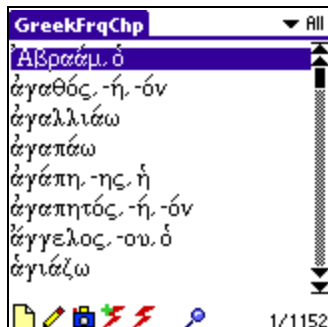 GreekFrqChp All
Ἀβραάμ, ὁ
ἀγαθός, -ή, -όν
ἀγαλλιάω
ἀγαπάω
ἀγάπη, -ης, ἡ
ἀγαπητός, -ή, -όν
ἄγγελος, -ου, ὁ
ἁγιάζω
1/1152